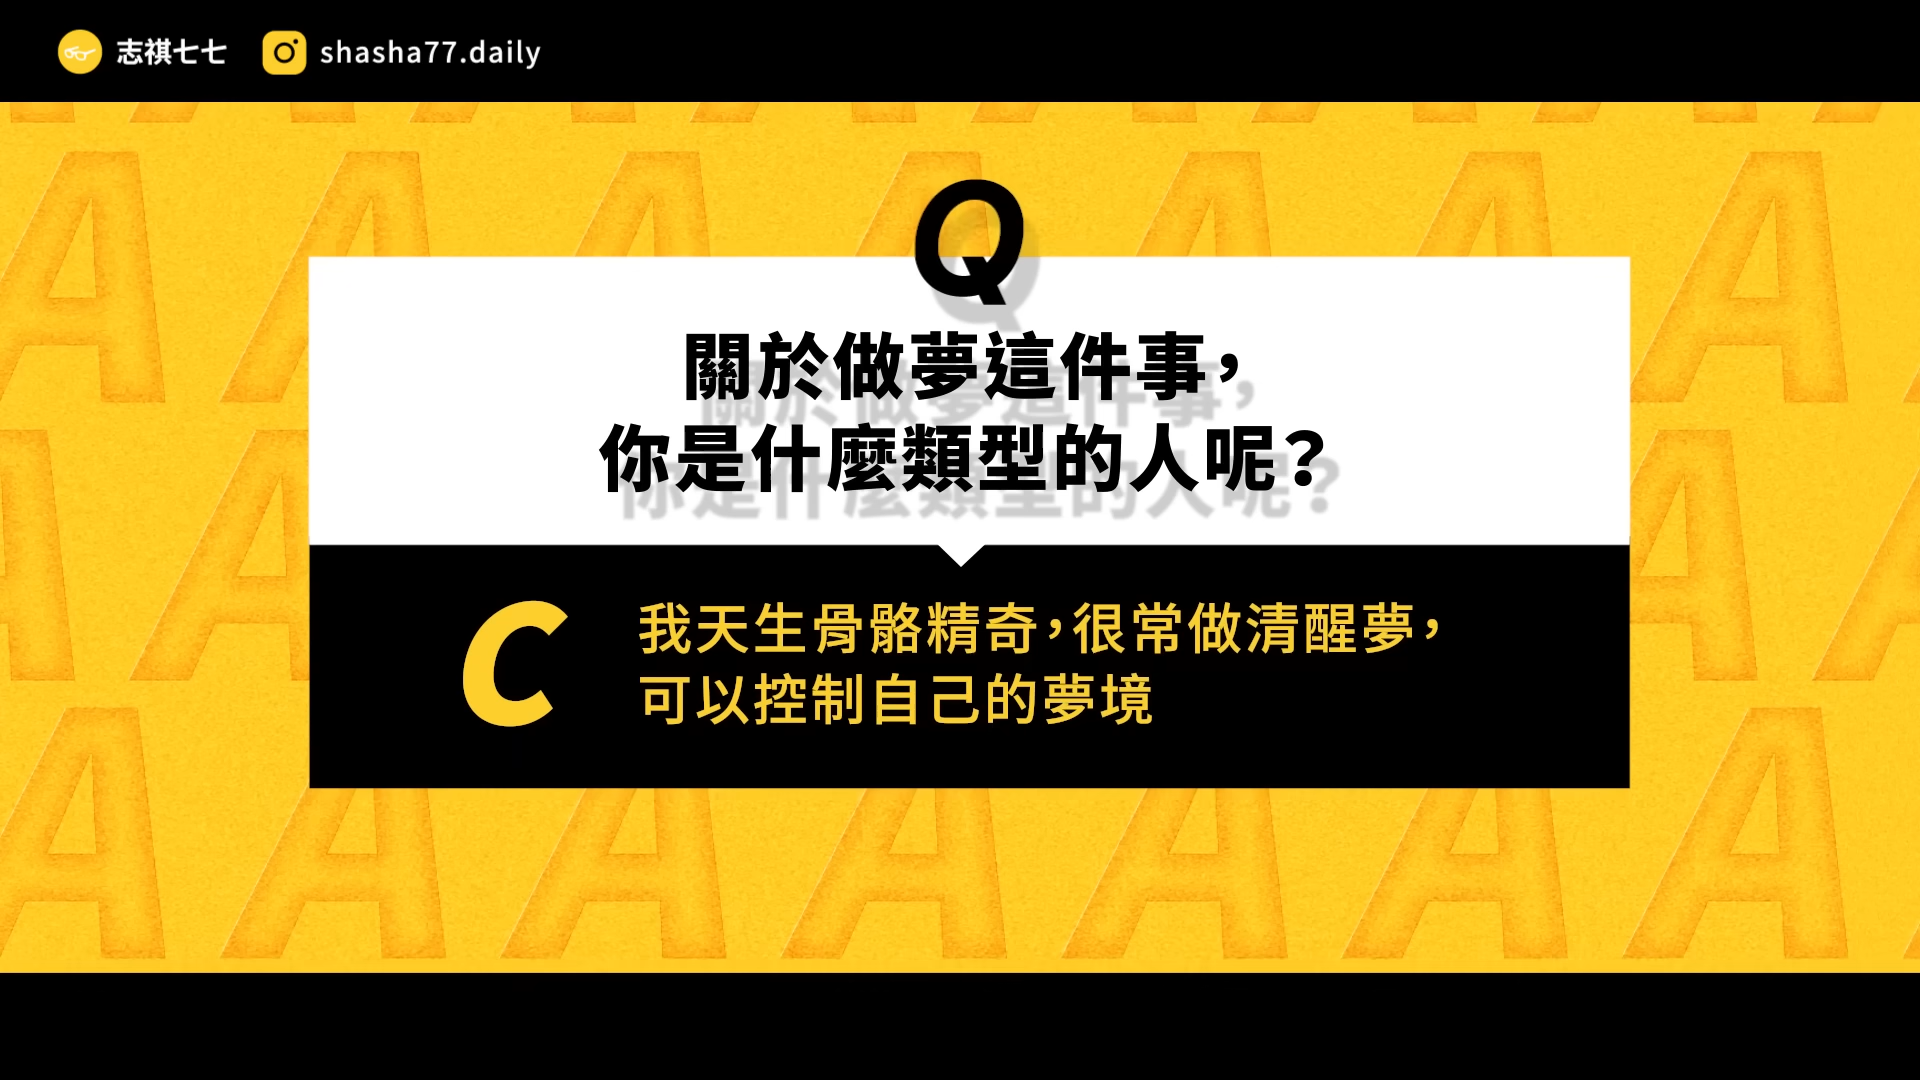 志祺七七 shasha77.daily
Q
關於做夢這件事，
你是什麼類型的人呢？
C
我天生骨骼精奇，很常做清醒夢，
可以控制自己的夢境